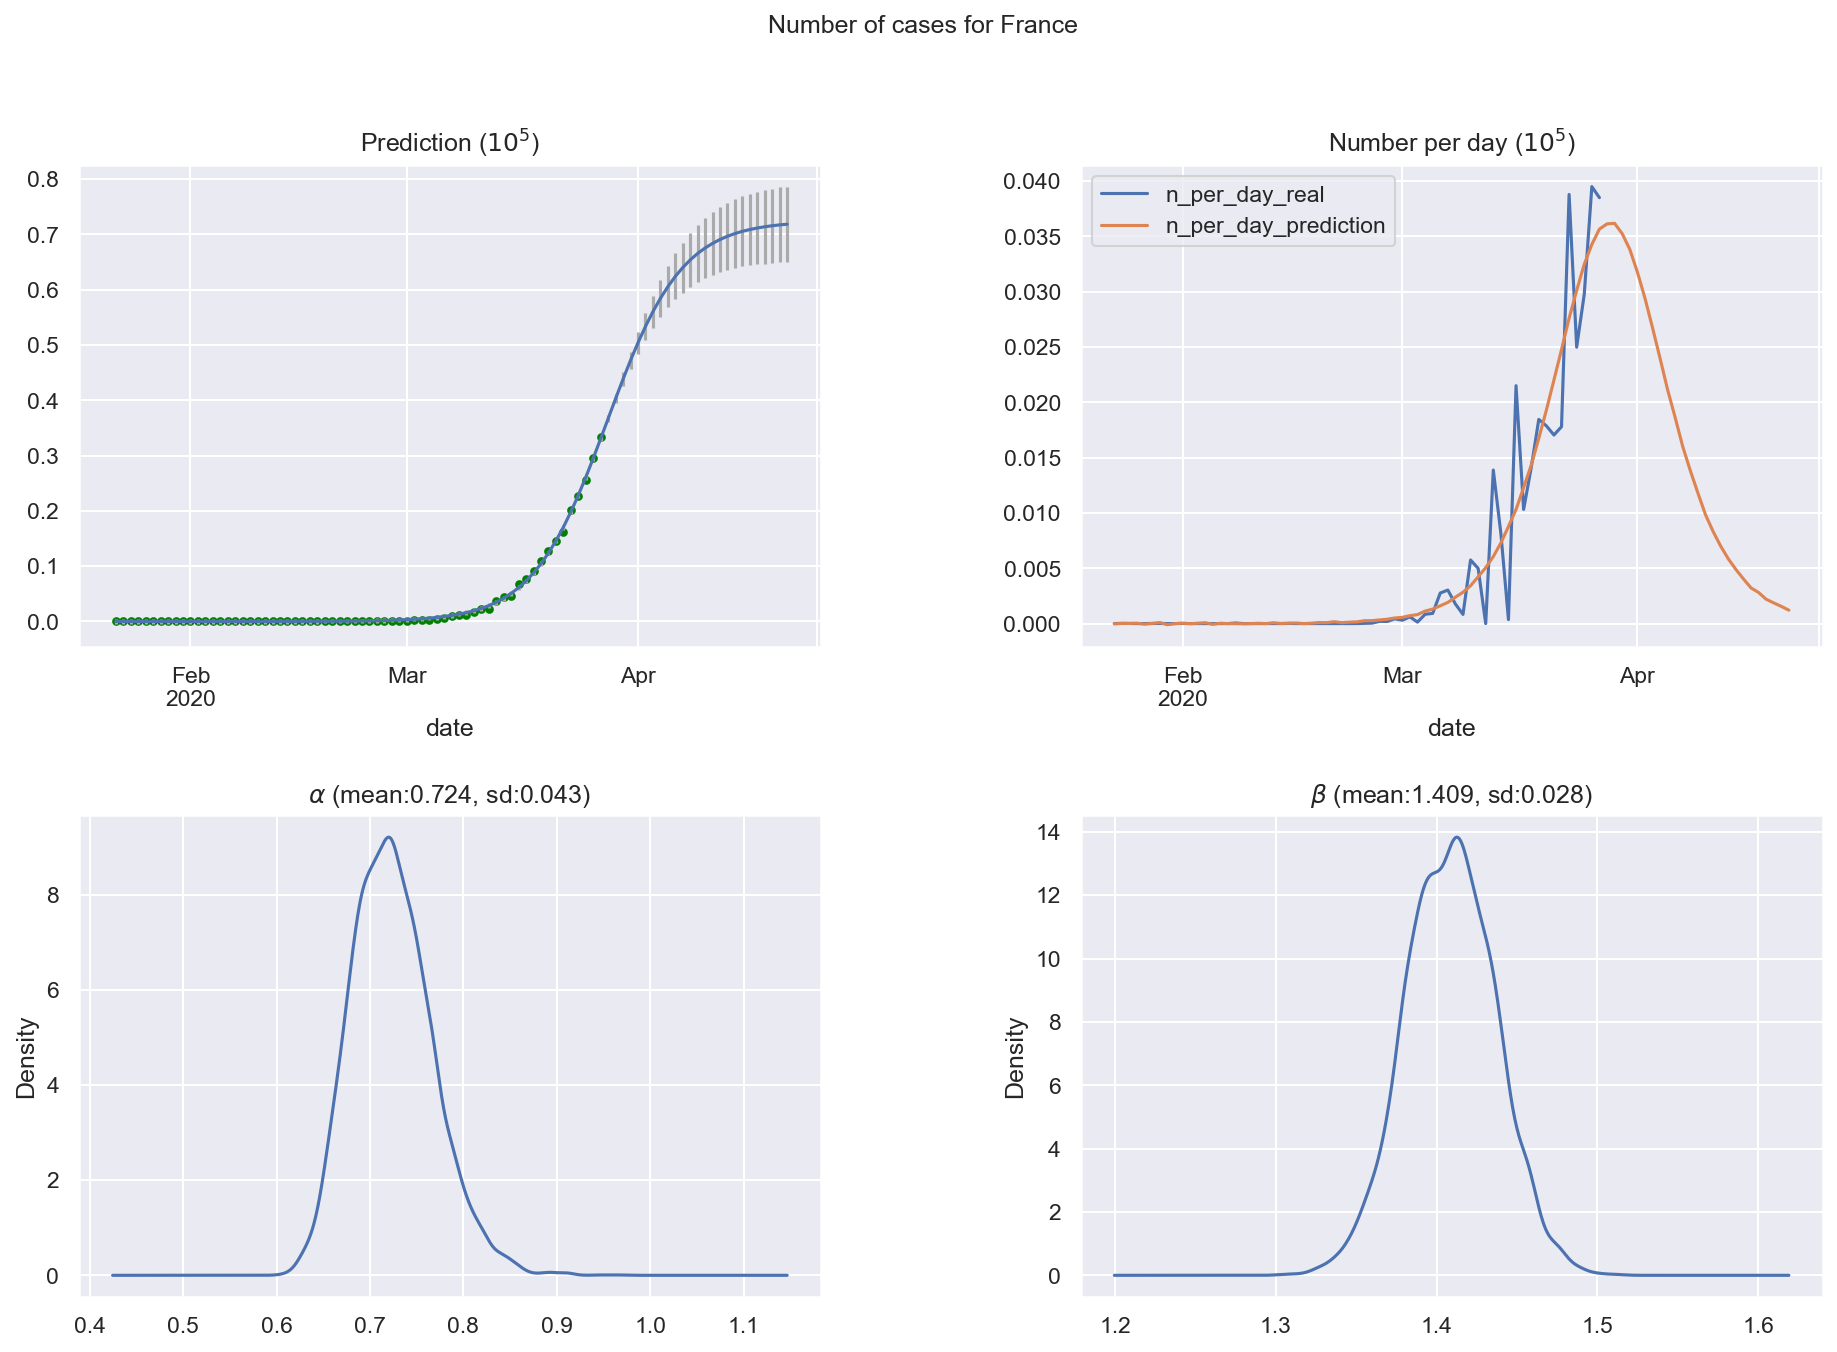 Number of cases for France
Prediction (10^5)
0.8
0.7
0.6
0.5
0.4
0.3
0.2
0.1
0.0
Feb
2020
Mar
Apr
date
Number per day (10^5)
n_per_day_real
n_per_day_prediction
0.040
0.035
0.030
0.025
0.020
0.015
0.010
0.005
0.000
Feb
2020
Mar
Apr
date
α (mean:0.724, sd:0.043)
Density
8
6
4
2
0
0.4 0.5 0.6 0.7 0.8 0.9 1.0 1.1
β (mean:1.409, sd:0.028)
Density
14
12
10
8
6
4
2
0
1.2 1.3 1.4 1.5 1.6